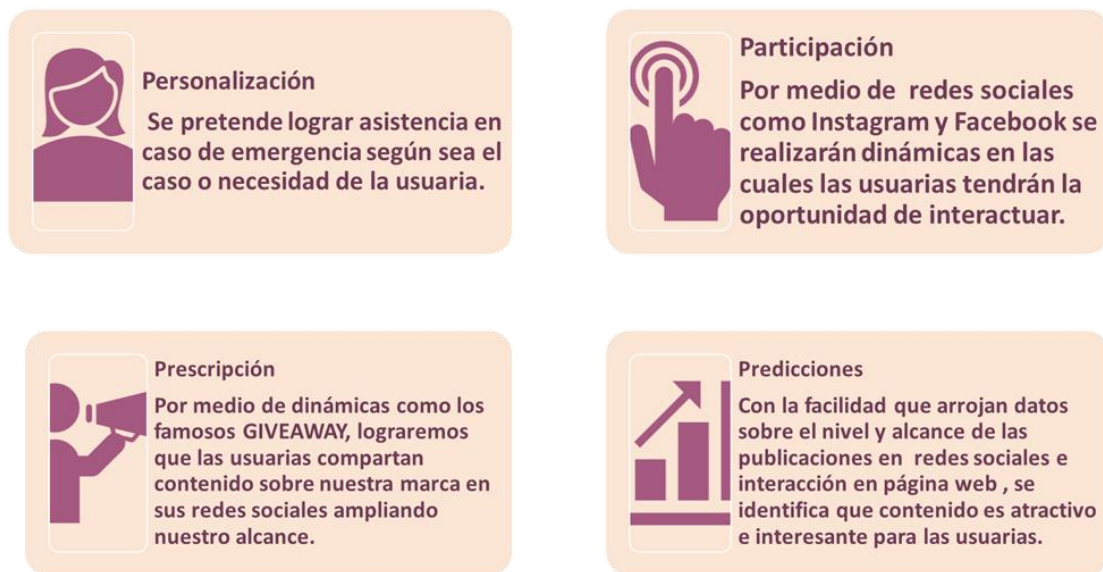 Personalización
Se pretende lograr asistencia en
caso de emergencia según sea el
caso o necesidad de la usuaria.
Participación
Por medio de redes sociales
como Instagram y Facebook se
realizarán dinámicas en las
cuales las usuarias tendrán la
oportunidad de interactuar.
Prescripción
Por medio de dinámicas como los
famosos GIVEAWAY, lograremos
que las usuarias compartan
contenido sobre nuestra marca en
sus redes sociales ampliando
nuestro alcance.
Predicciones
Con la facilidad que arrojan datos
sobre el nivel y alcance de las
publicaciones en redes sociales e
interacción en página web , se
identifica que contenido es atractivo
e interesante para las usuarias.